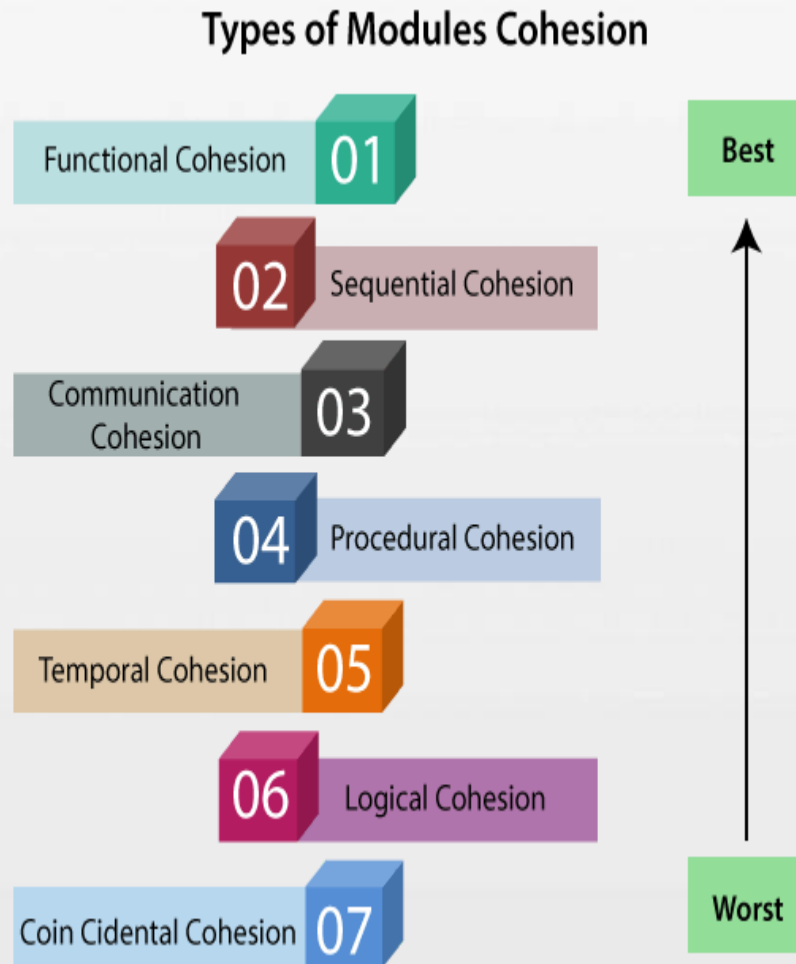 Types of Modules Cohesion
Functional Cohesion
01
Best
02
Sequential Cohesion
Communication
Cohesion
03
04
Procedural Cohesion
Temporal Cohesion
05
06
Logical Cohesion
Worst
Coin Cidental Cohesion
07